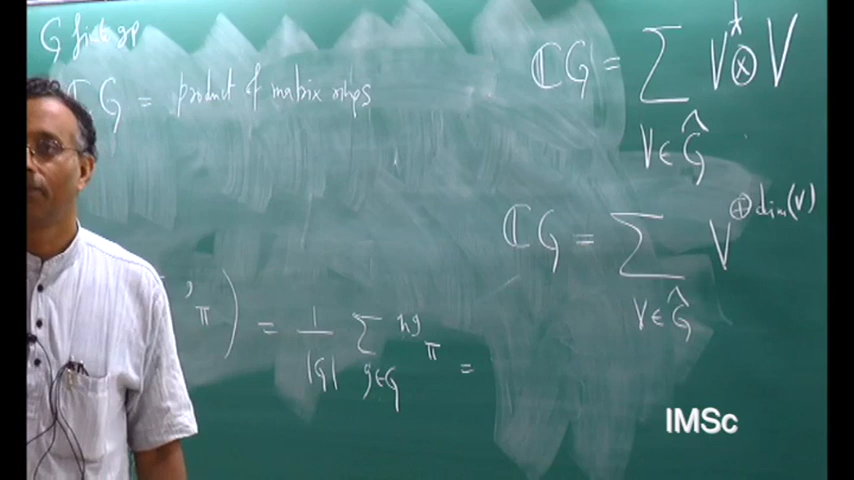 G finite gp
ℂG = product of matrix rings
ℂG = ∑ V* ⊗ V
V ∈ Ĝ
ℂG = ∑ V ⊕ dim(V)
V ∈ Ĝ
π ) = 1 / |G| ∑ π =
g ∈ G
IMSc